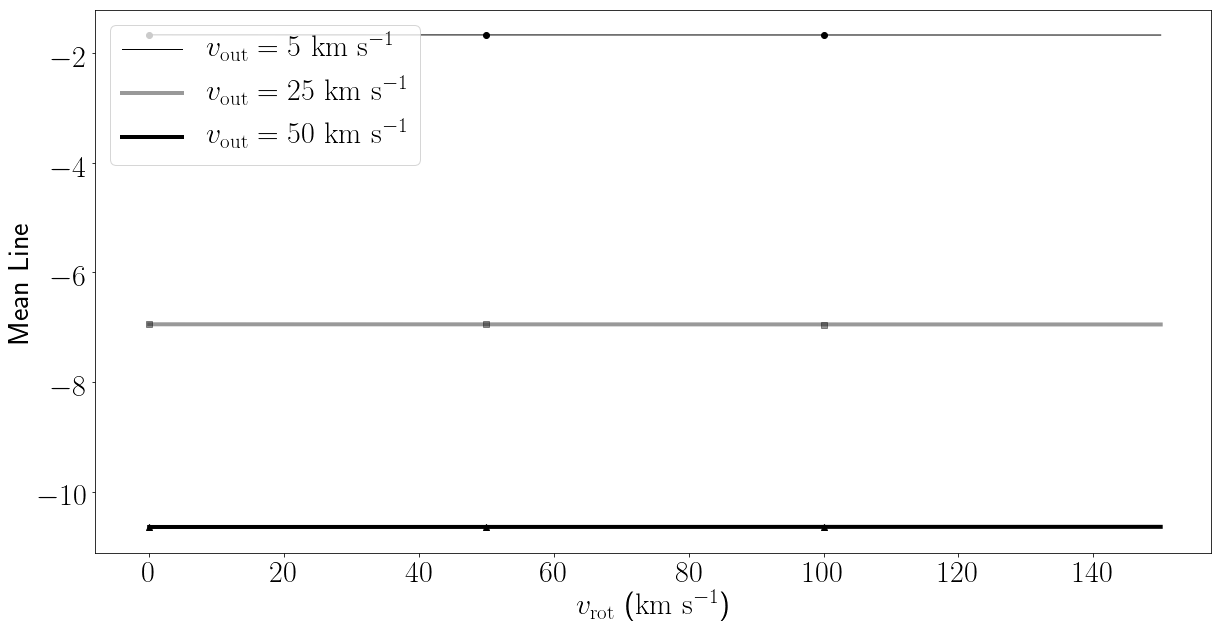 v_out = 5 km s⁻¹
v_out = 25 km s⁻¹
v_out = 50 km s⁻¹
Mean Line
−2
−4
−6
−8
−10
0 20 40 60 80 100 120 140
v_rot (km s⁻¹)